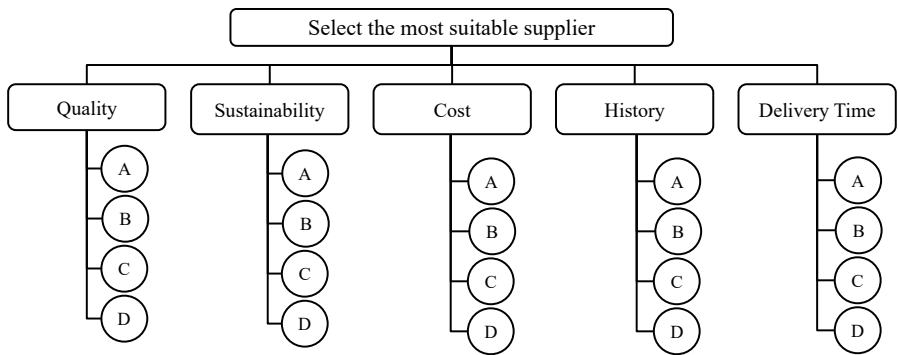 Select the most suitable supplier
Quality
Sustainability
Cost
History
Delivery Time
A
B
C
D
A
B
C
D
A
B
C
D
A
B
C
D
A
B
C
D